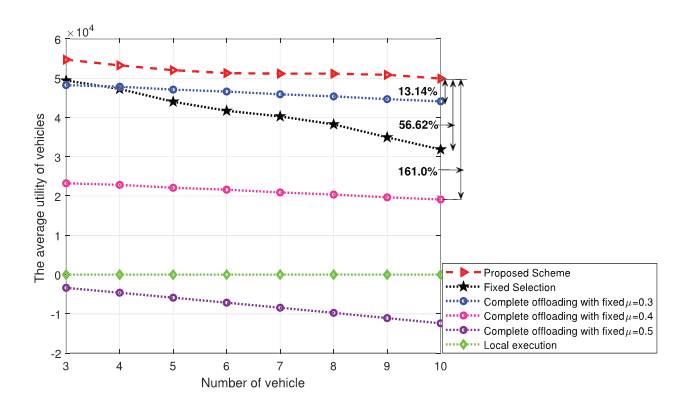 ×10⁴
6
5
4
3
2
1
0
-1
-2
The average utility of vehicles
13.14%
56.62%
161.0%
3 4 5 6 7 8 9 10
Number of vehicle
Proposed Scheme
Fixed Selection
Complete offloading with fixed μ=0.3
Complete offloading with fixed μ=0.4
Complete offloading with fixed μ=0.5
Local execution